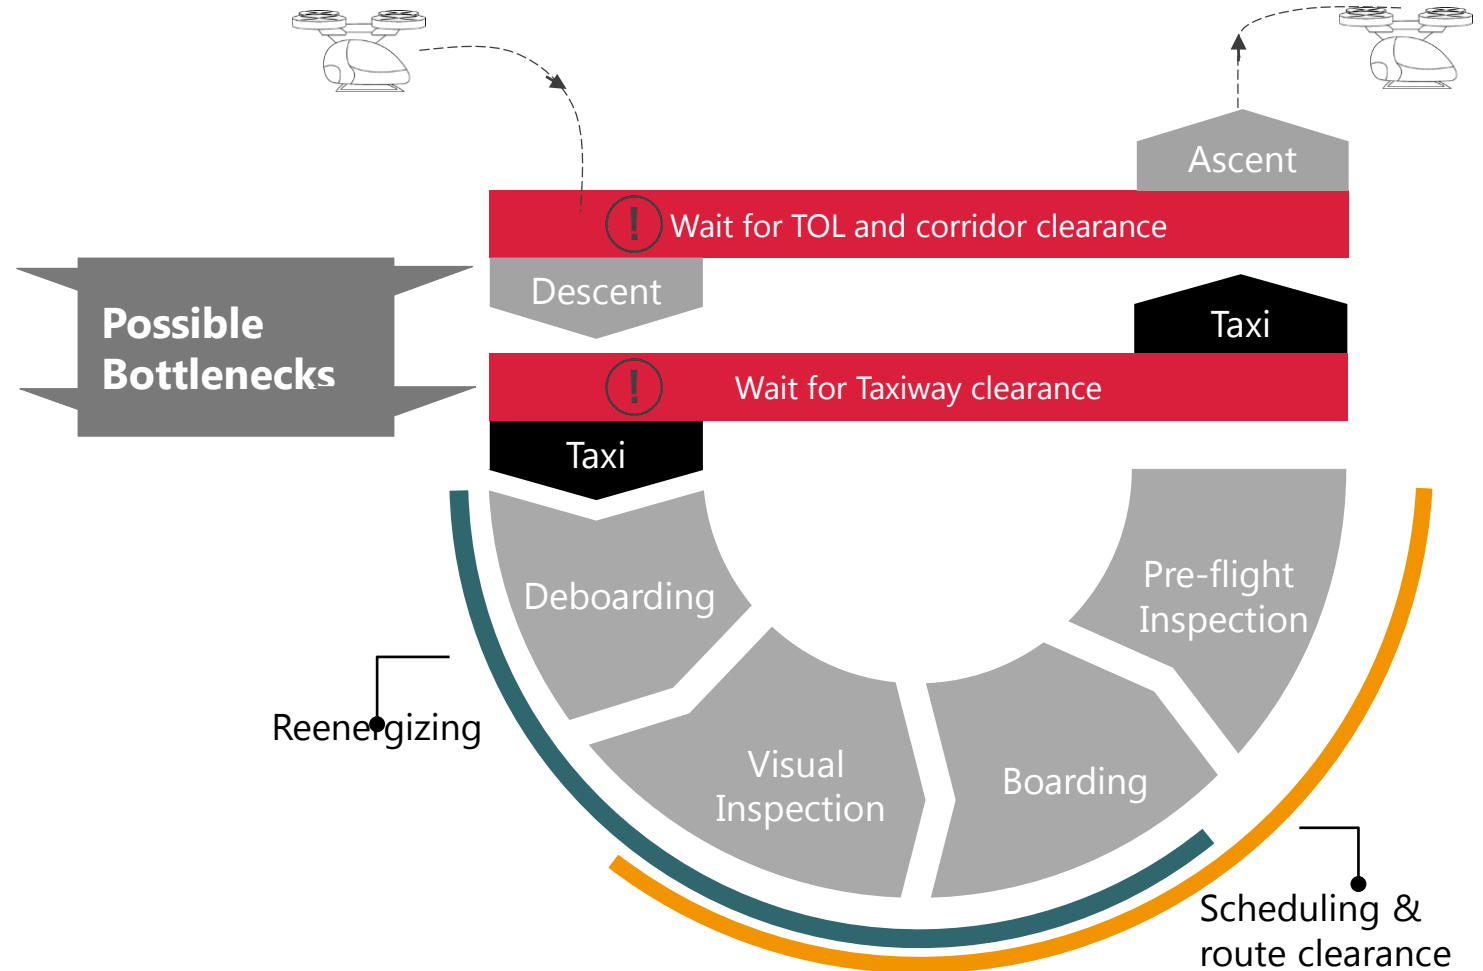 Ascent
! Wait for TOL and corridor clearance
Descent
Possible
Bottlenecks
Taxi
! Wait for Taxiway clearance
Taxi
Deboarding
Pre-flight
Inspection
Reenergizing
Visual
Inspection
Boarding
Scheduling &
route clearance